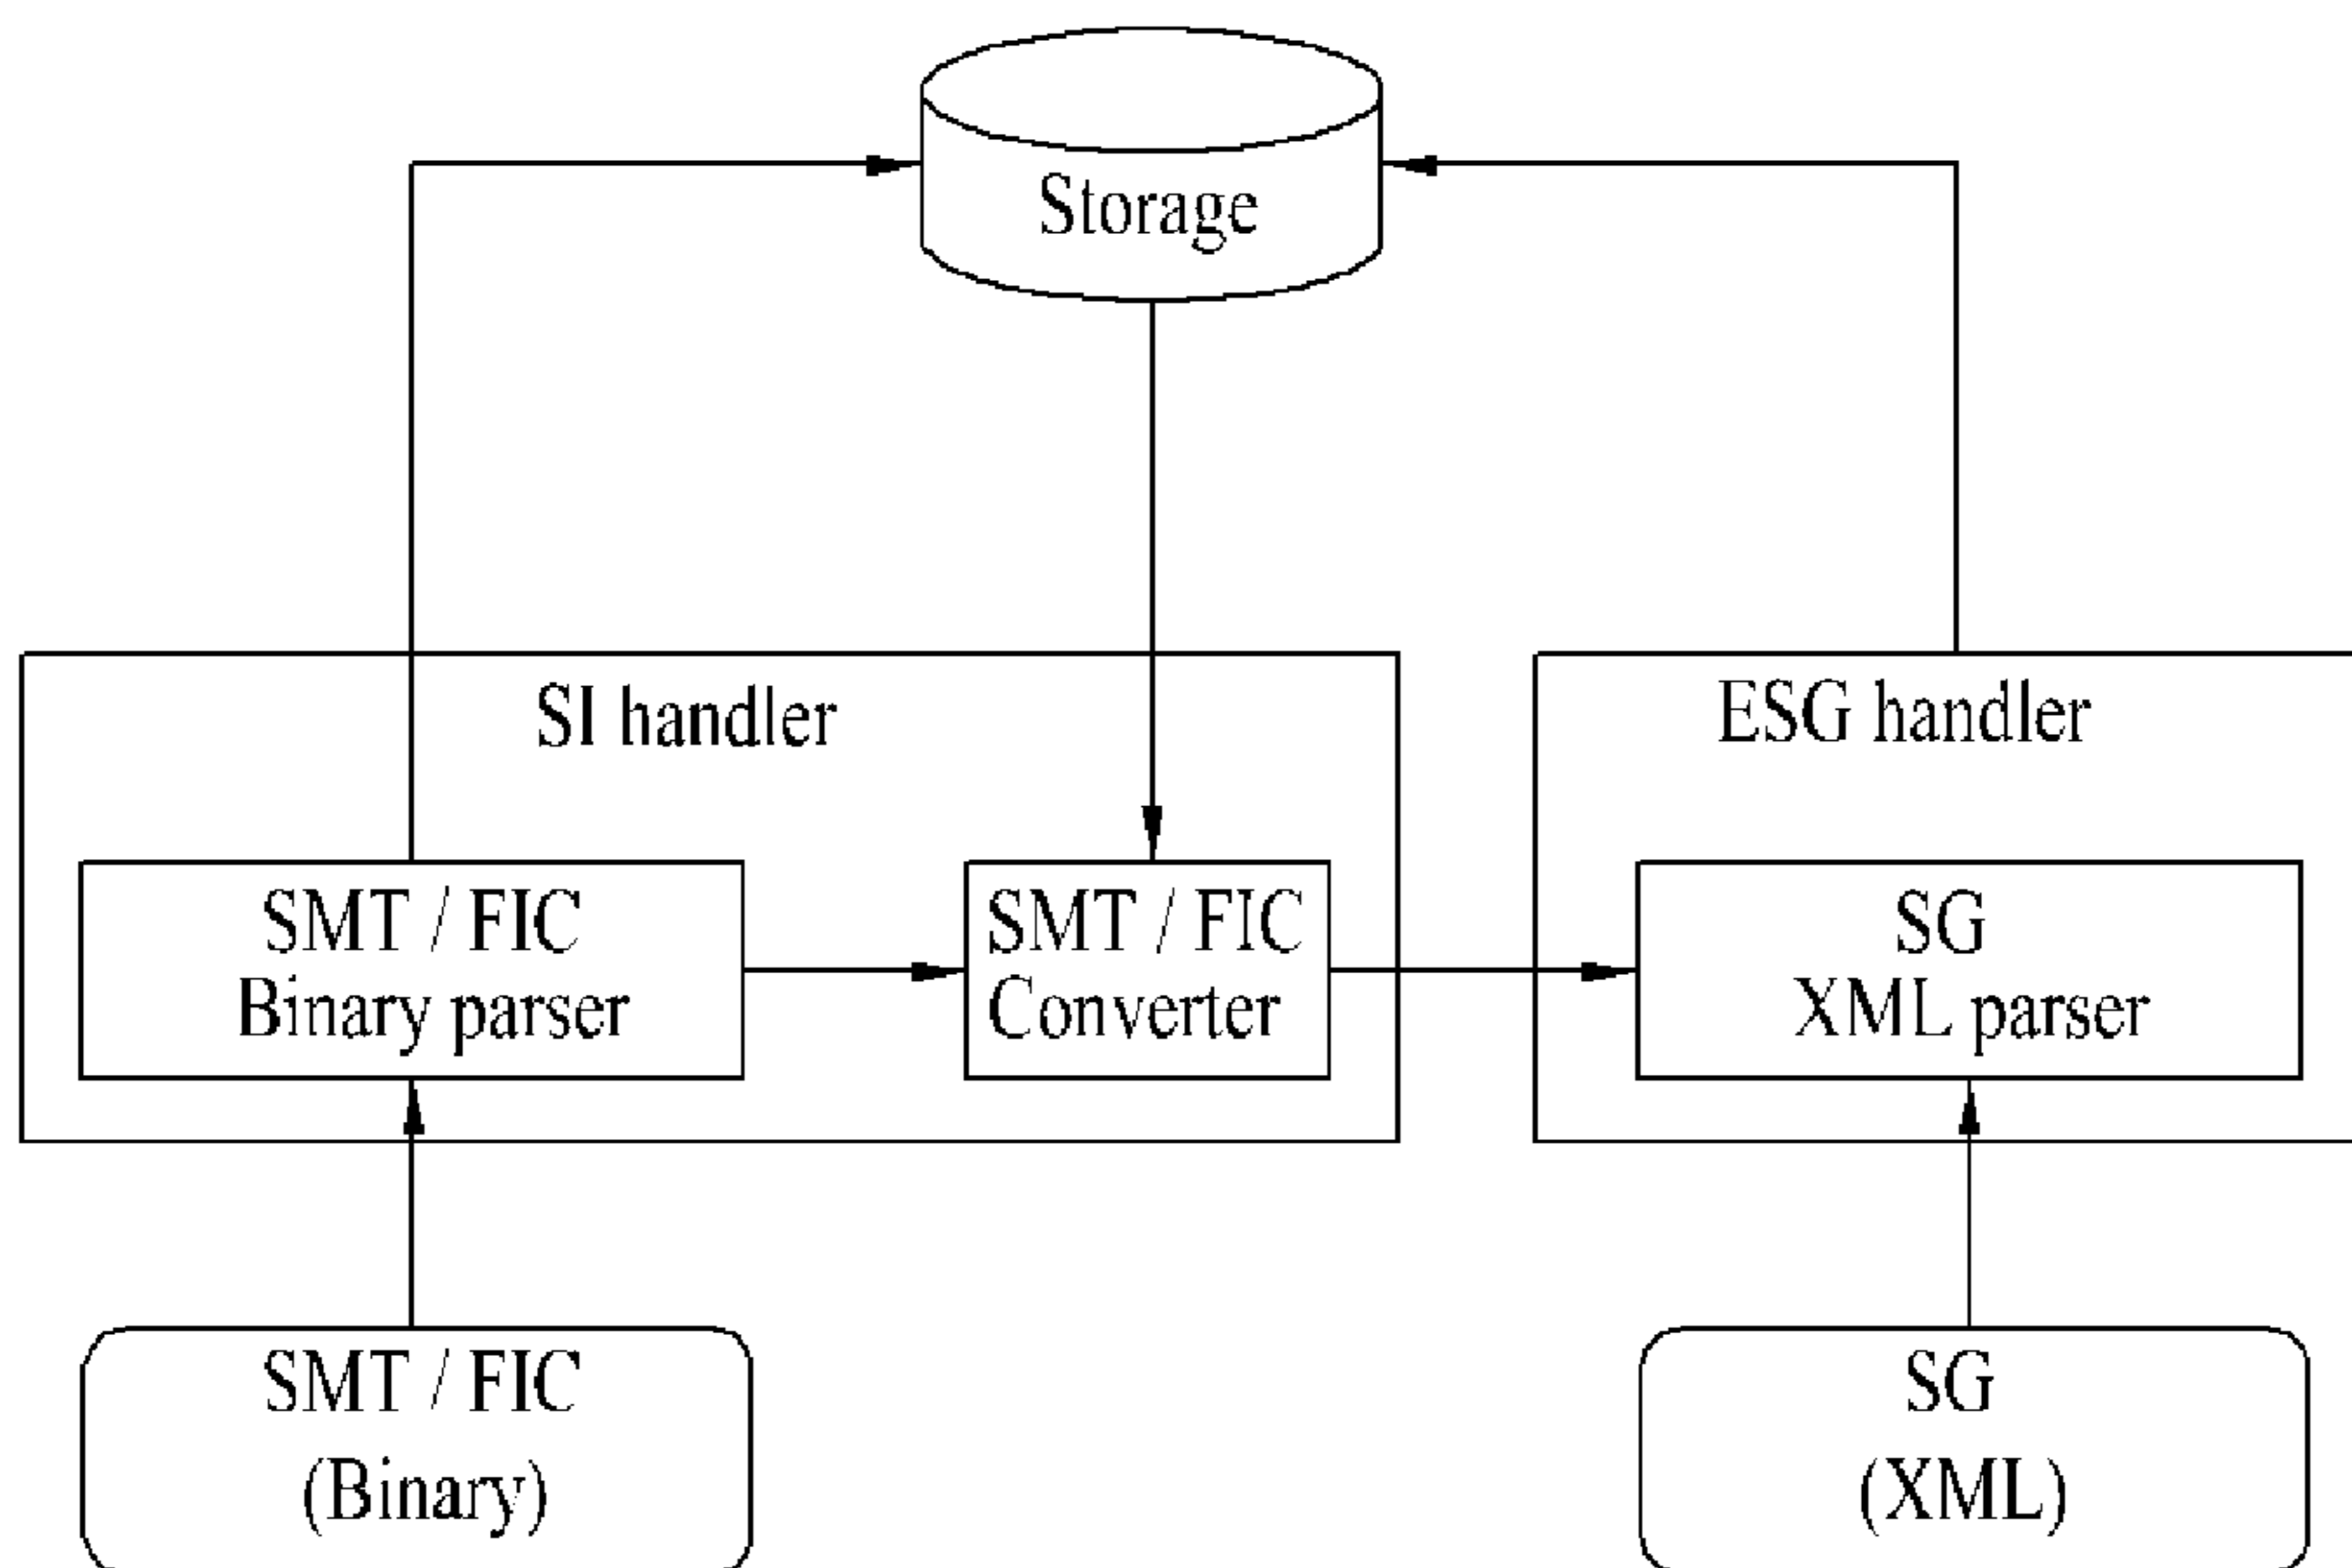 Storage
SI handler
ESG handler
SMT / FIC
Binary parser
SMT / FIC
Converter
SG
XML parser
SMT / FIC
(Binary)
SG
(XML)